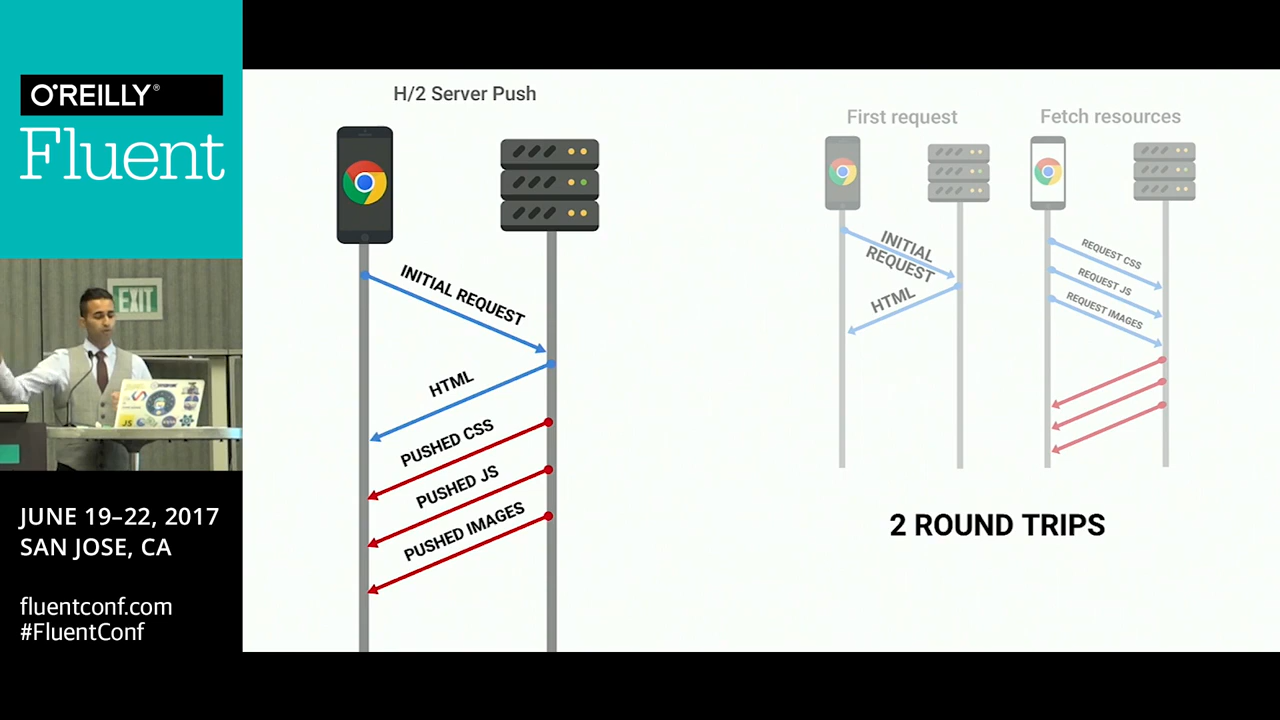 O'REILLY®
Fluent
EXIT
JS
JUNE 19–22, 2017
SAN JOSE, CA
fluentconf.com
#FluentConf
H/2 Server Push
INITIAL REQUEST
HTML
PUSHED CSS
PUSHED JS
PUSHED IMAGES
First request
Fetch resources
INITIAL
REQUEST
HTML
REQUEST CSS
REQUEST JS
REQUEST IMAGES
2 ROUND TRIPS